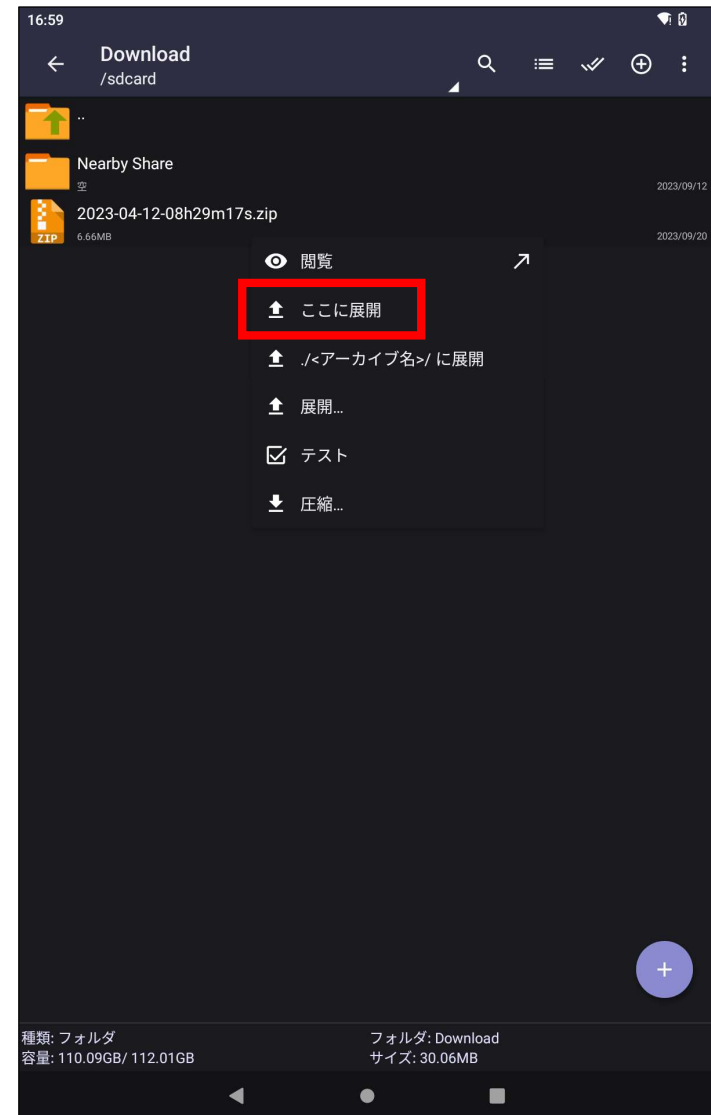 16:59
Download
/sdcard
..
Nearby Share
空
2023/09/12
2023-04-12-08h29m17s.zip
ZIP
6.66MB
2023/09/20
閲覧
ここに展開
./<アーカイブ名>/ に展開
展開...
テスト
圧縮...
種類: フォルダ
フォルダ: Download
容量: 110.09GB/ 112.01GB
サイズ: 30.06MB